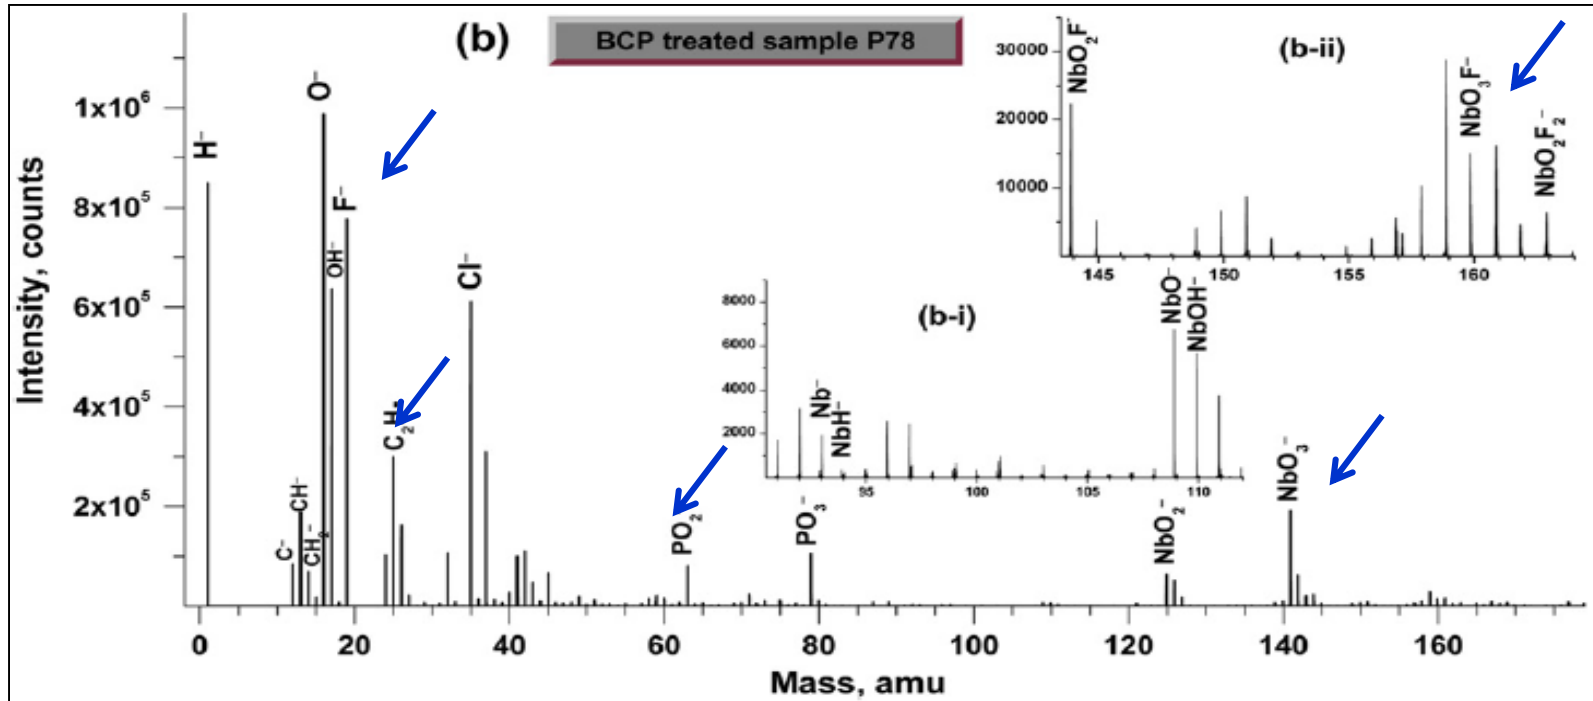 (b)
BCP treated sample P78
Intensity, counts
1x10⁶
8x10⁵
6x10⁵
4x10⁵
2x10⁵
H⁻
C⁻
CH⁻
CH₂⁻
O⁻
OH⁻
F⁻
C₂H
Cl⁻
PO₂
PO₃⁻
NbO₂⁻
NbO₃⁻
0 20 40 60 80 100 120 140 160
Mass, amu
(b-i)
8000
6000
4000
2000
Nb⁻
NbH⁻
NbO⁻
NbOH⁻
95 100 105 110
(b-ii)
30000
20000
10000
NbO₂F⁻
NbO₃F⁻
NbO₂F₂⁻
145 150 155 160